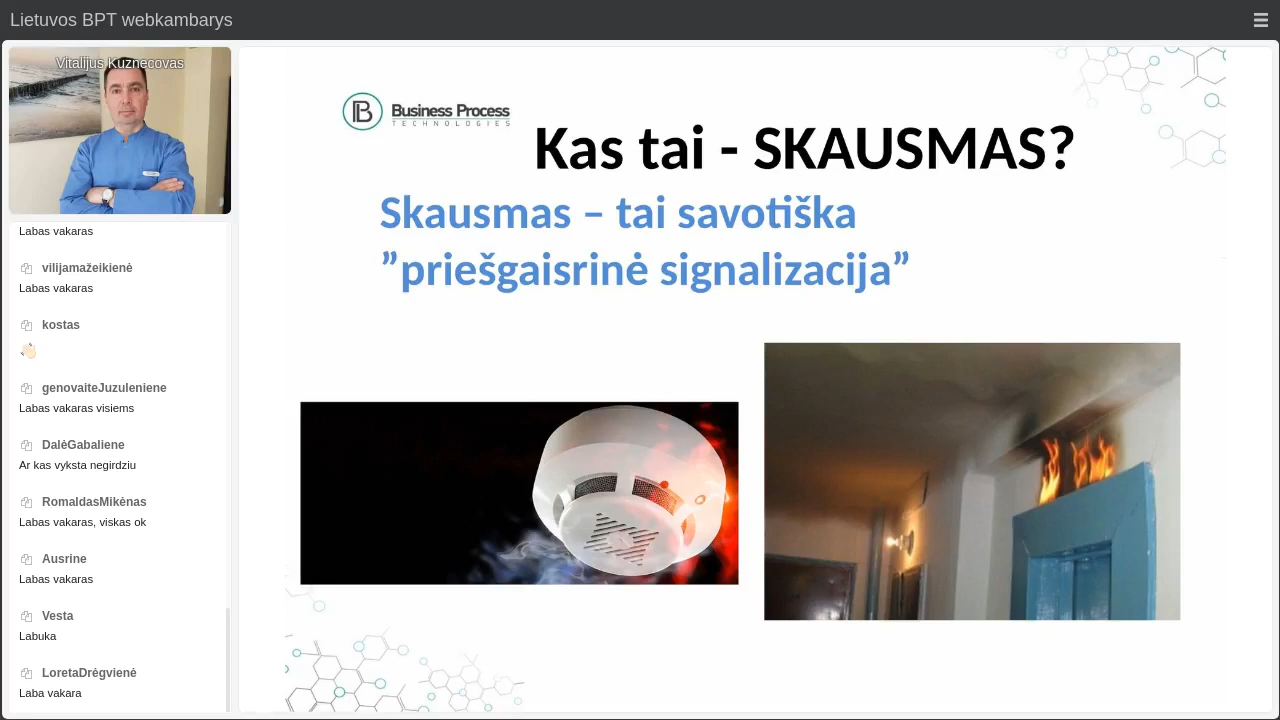 Lietuvos BPT webkambarys
Vitalijus Kuznecovas
Labas vakaras
vilijamažeikienė
Labas vakaras
kostas
genovaiteJuzuleniene
Labas vakaras visiems
DalėGabaliene
Ar kas vyksta negirdziu
RomaldasMikėnas
Labas vakaras, viskas ok
Ausrine
Labas vakaras
Vesta
Labuka
LoretaDrėgvienė
Laba vakara
Business Process
TECHNOLOGIES
Kas tai - SKAUSMAS?
Skausmas – tai savotiška
”priešgaisrinė signalizacija”